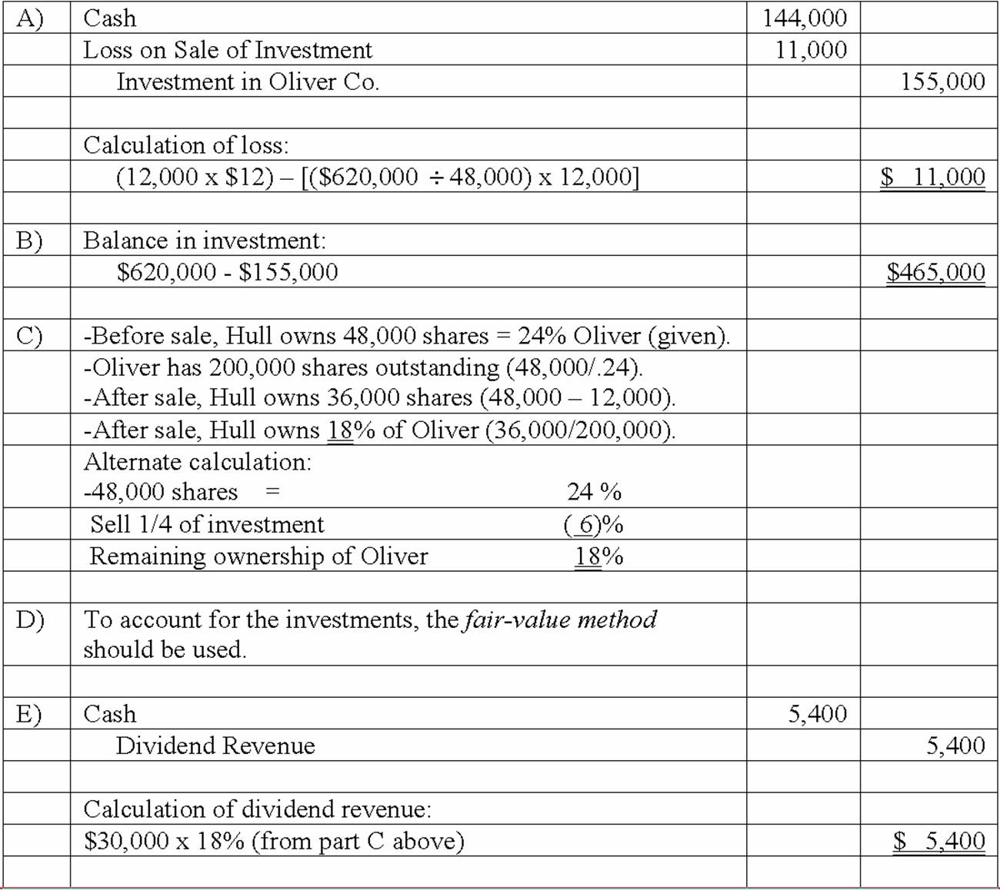 A) Cash 144,000
Loss on Sale of Investment 11,000
Investment in Oliver Co. 155,000
Calculation of loss:
(12,000 x $12) – [($620,000 ÷ 48,000) x 12,000] $ 11,000
B) Balance in investment:
$620,000 - $155,000 $465,000
C) -Before sale, Hull owns 48,000 shares = 24% Oliver (given).
-Oliver has 200,000 shares outstanding (48,000/.24).
-After sale, Hull owns 36,000 shares (48,000 – 12,000).
-After sale, Hull owns 18% of Oliver (36,000/200,000).
Alternate calculation:
-48,000 shares = 24 %
Sell 1/4 of investment ( 6)%
Remaining ownership of Oliver 18%
D) To account for the investments, the fair-value method
should be used.
E) Cash 5,400
Dividend Revenue 5,400
Calculation of dividend revenue:
$30,000 x 18% (from part C above) $ 5,400